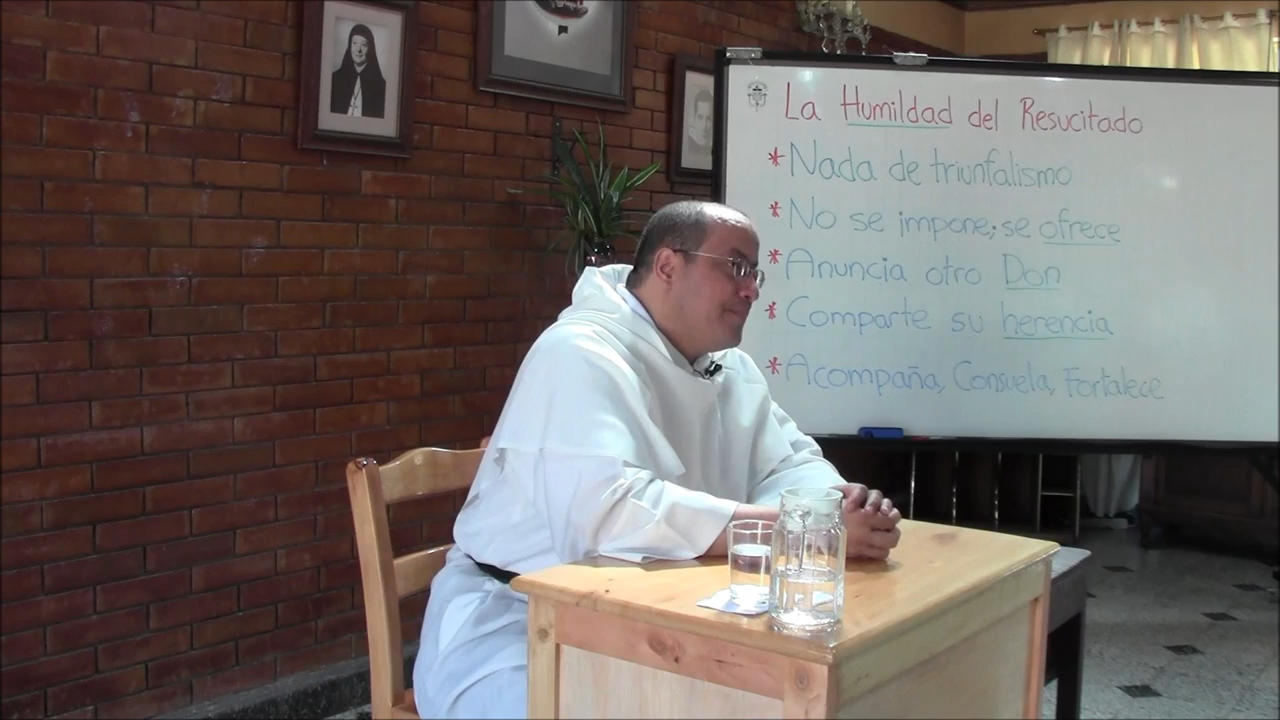 La Humildad del Resucitado
* Nada de triunfalismo
* No se impone; se ofrece
* Anuncia otro Don
* Comparte su herencia
* Acompaña, Consuela, Fortalece